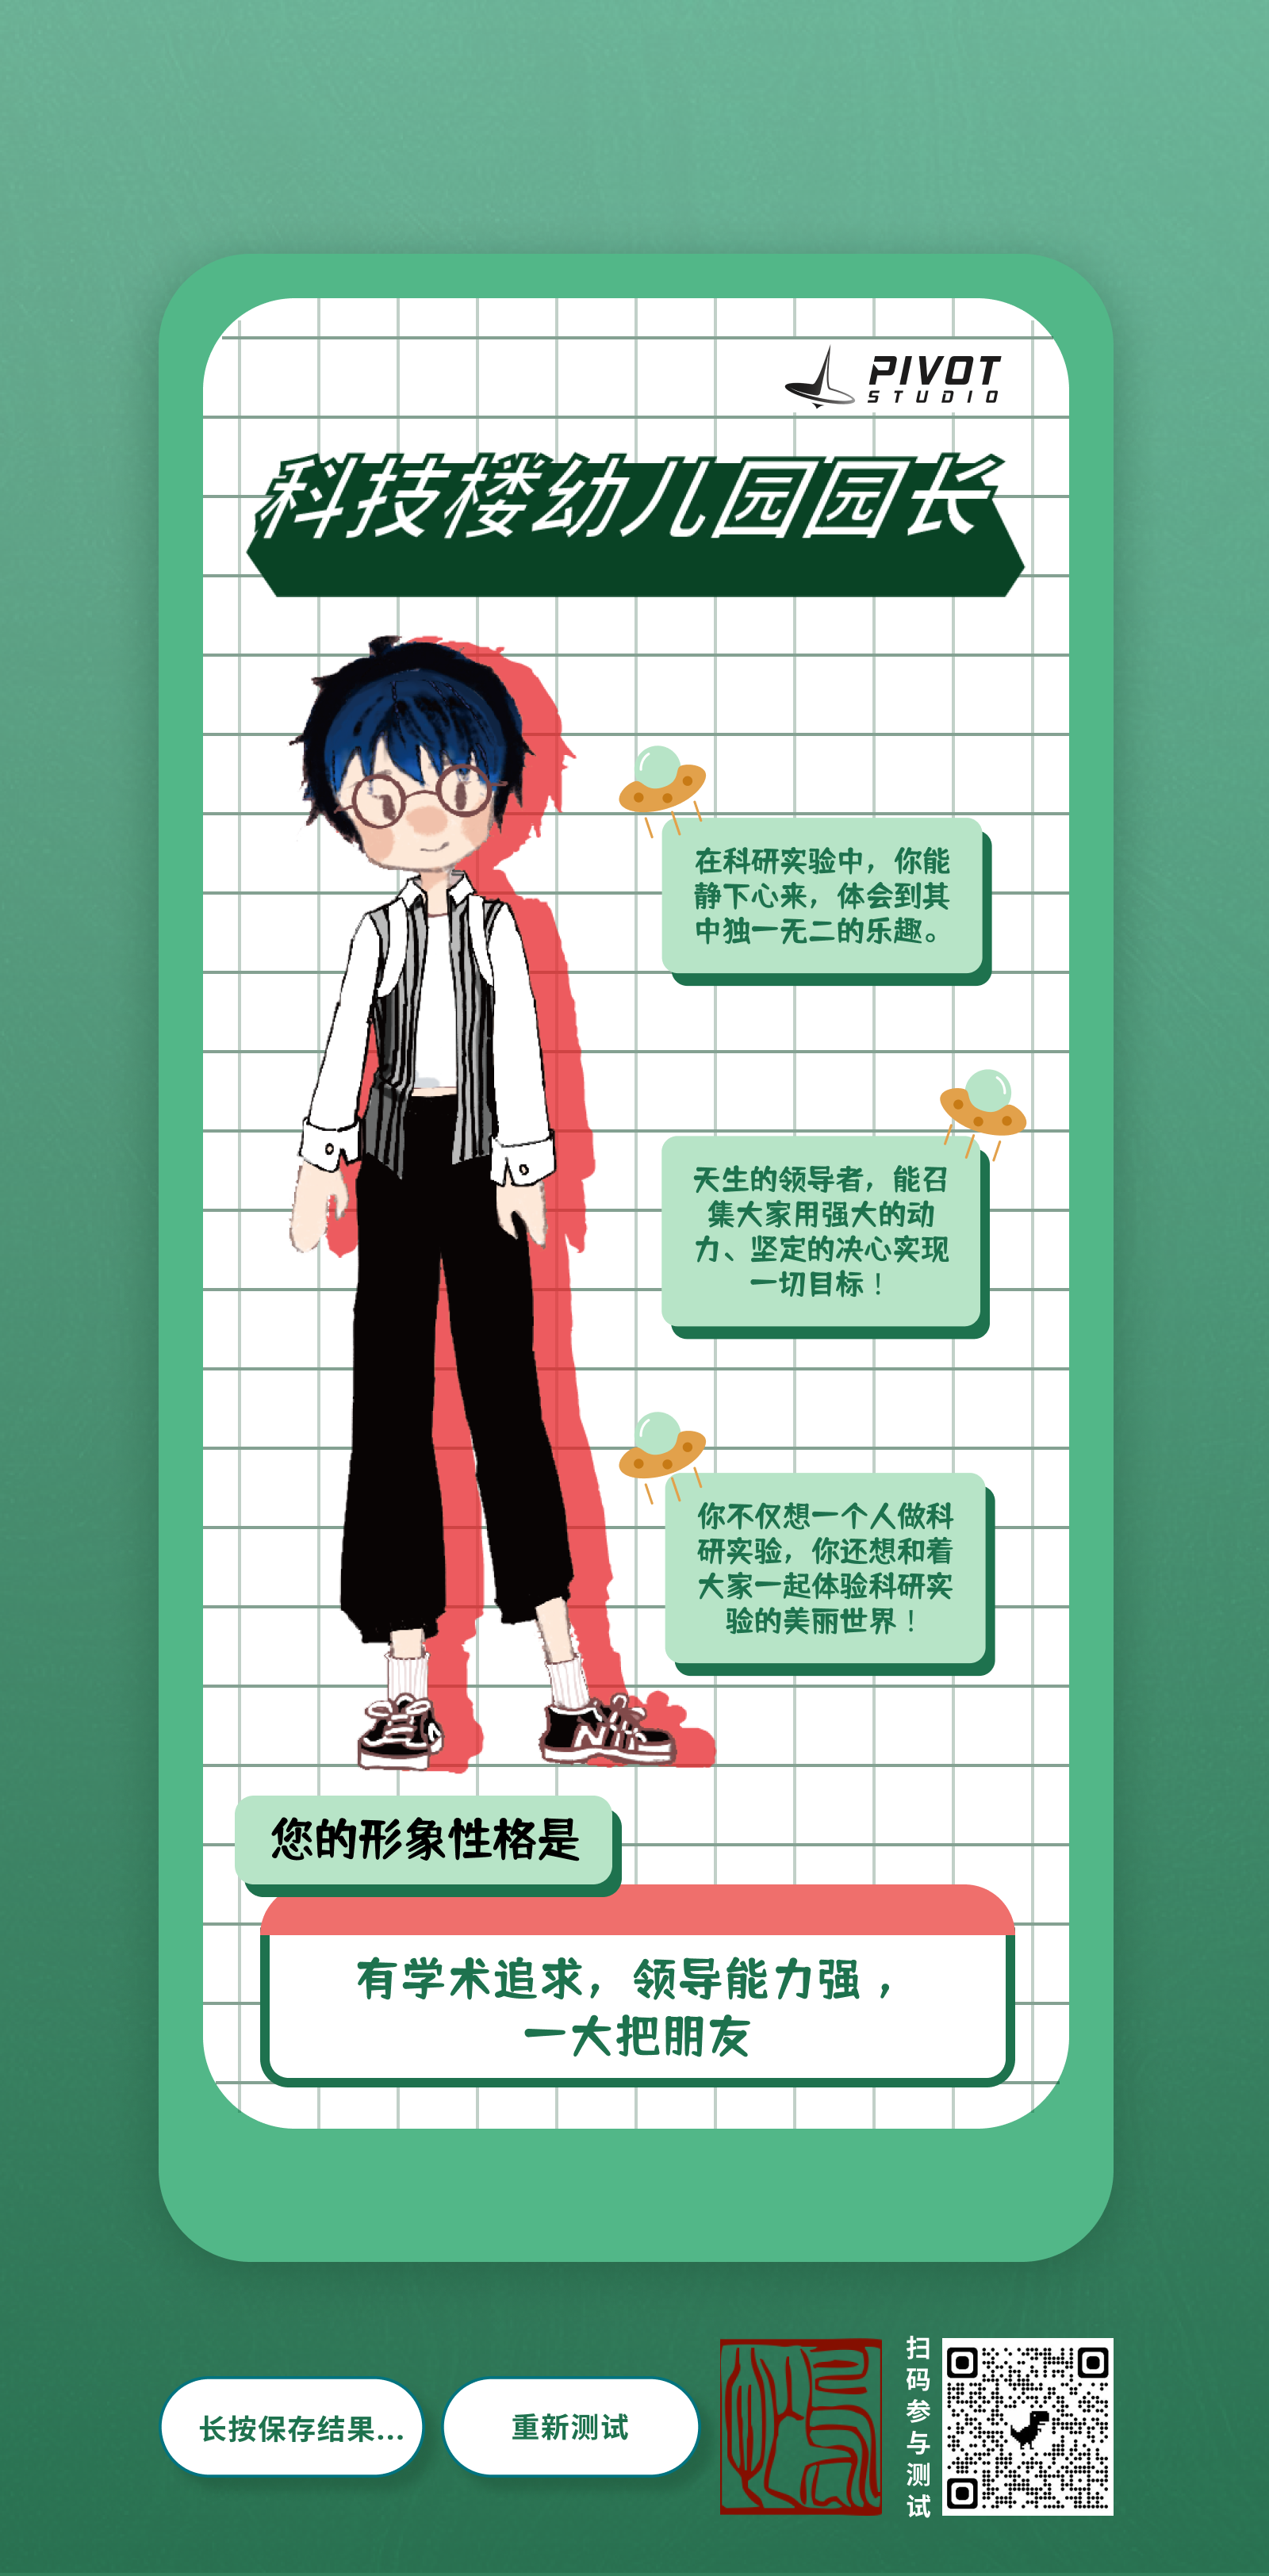 PIVOT
STUDIO
科技楼幼儿园园长
在科研实验中，你能
静下心来，体会到其
中独一无二的乐趣。
天生的领导者，能召
集大家用强大的动
力、坚定的决心实现
一切目标！
你不仅想一个人做科
研实验，你还想和着
大家一起体验科研实
验的美丽世界！
您的形象性格是
有学术追求，领导能力强，
一大把朋友
长按保存结果...
重新测试
扫码参与测试